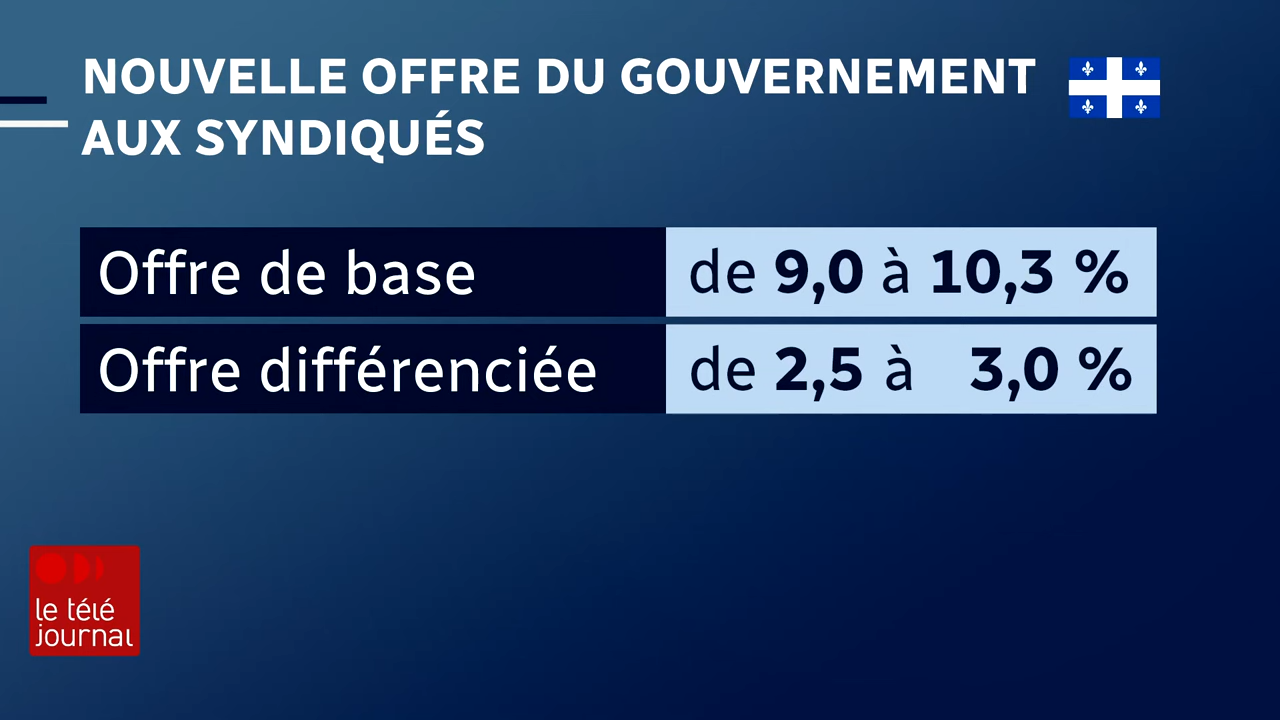 NOUVELLE OFFRE DU GOUVERNEMENT
AUX SYNDIQUÉS
Offre de base de 9,0 à 10,3 %
Offre différenciée de 2,5 à 3,0 %
le télé
journal